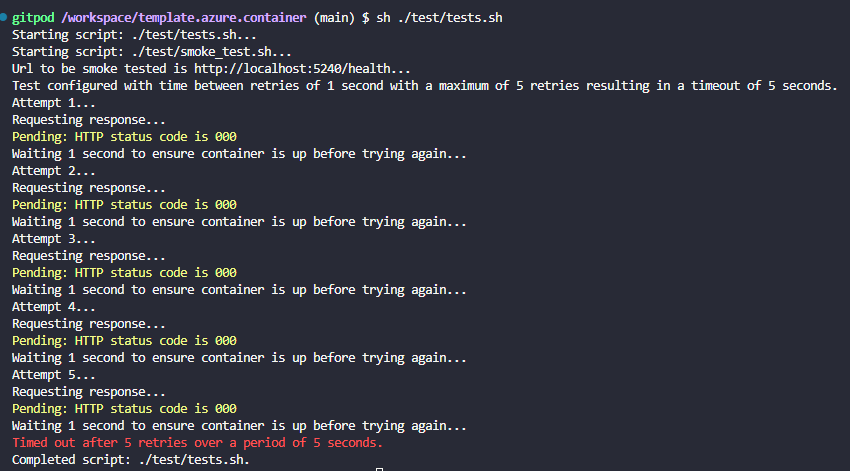 gitpod /workspace/template.azure.container (main) $ sh ./test/tests.sh
Starting script: ./test/tests.sh...
Starting script: ./test/smoke_test.sh...
Url to be smoke tested is http://localhost:5240/health...
Test configured with time between retries of 1 second with a maximum of 5 retries resulting in a timeout of 5 seconds.
Attempt 1...
Requesting response...
Pending: HTTP status code is 000
Waiting 1 second to ensure container is up before trying again...
Attempt 2...
Requesting response...
Pending: HTTP status code is 000
Waiting 1 second to ensure container is up before trying again...
Attempt 3...
Requesting response...
Pending: HTTP status code is 000
Waiting 1 second to ensure container is up before trying again...
Attempt 4...
Requesting response...
Pending: HTTP status code is 000
Waiting 1 second to ensure container is up before trying again...
Attempt 5...
Requesting response...
Pending: HTTP status code is 000
Waiting 1 second to ensure container is up before trying again...
Timed out after 5 retries over a period of 5 seconds.
Completed script: ./test/tests.sh.